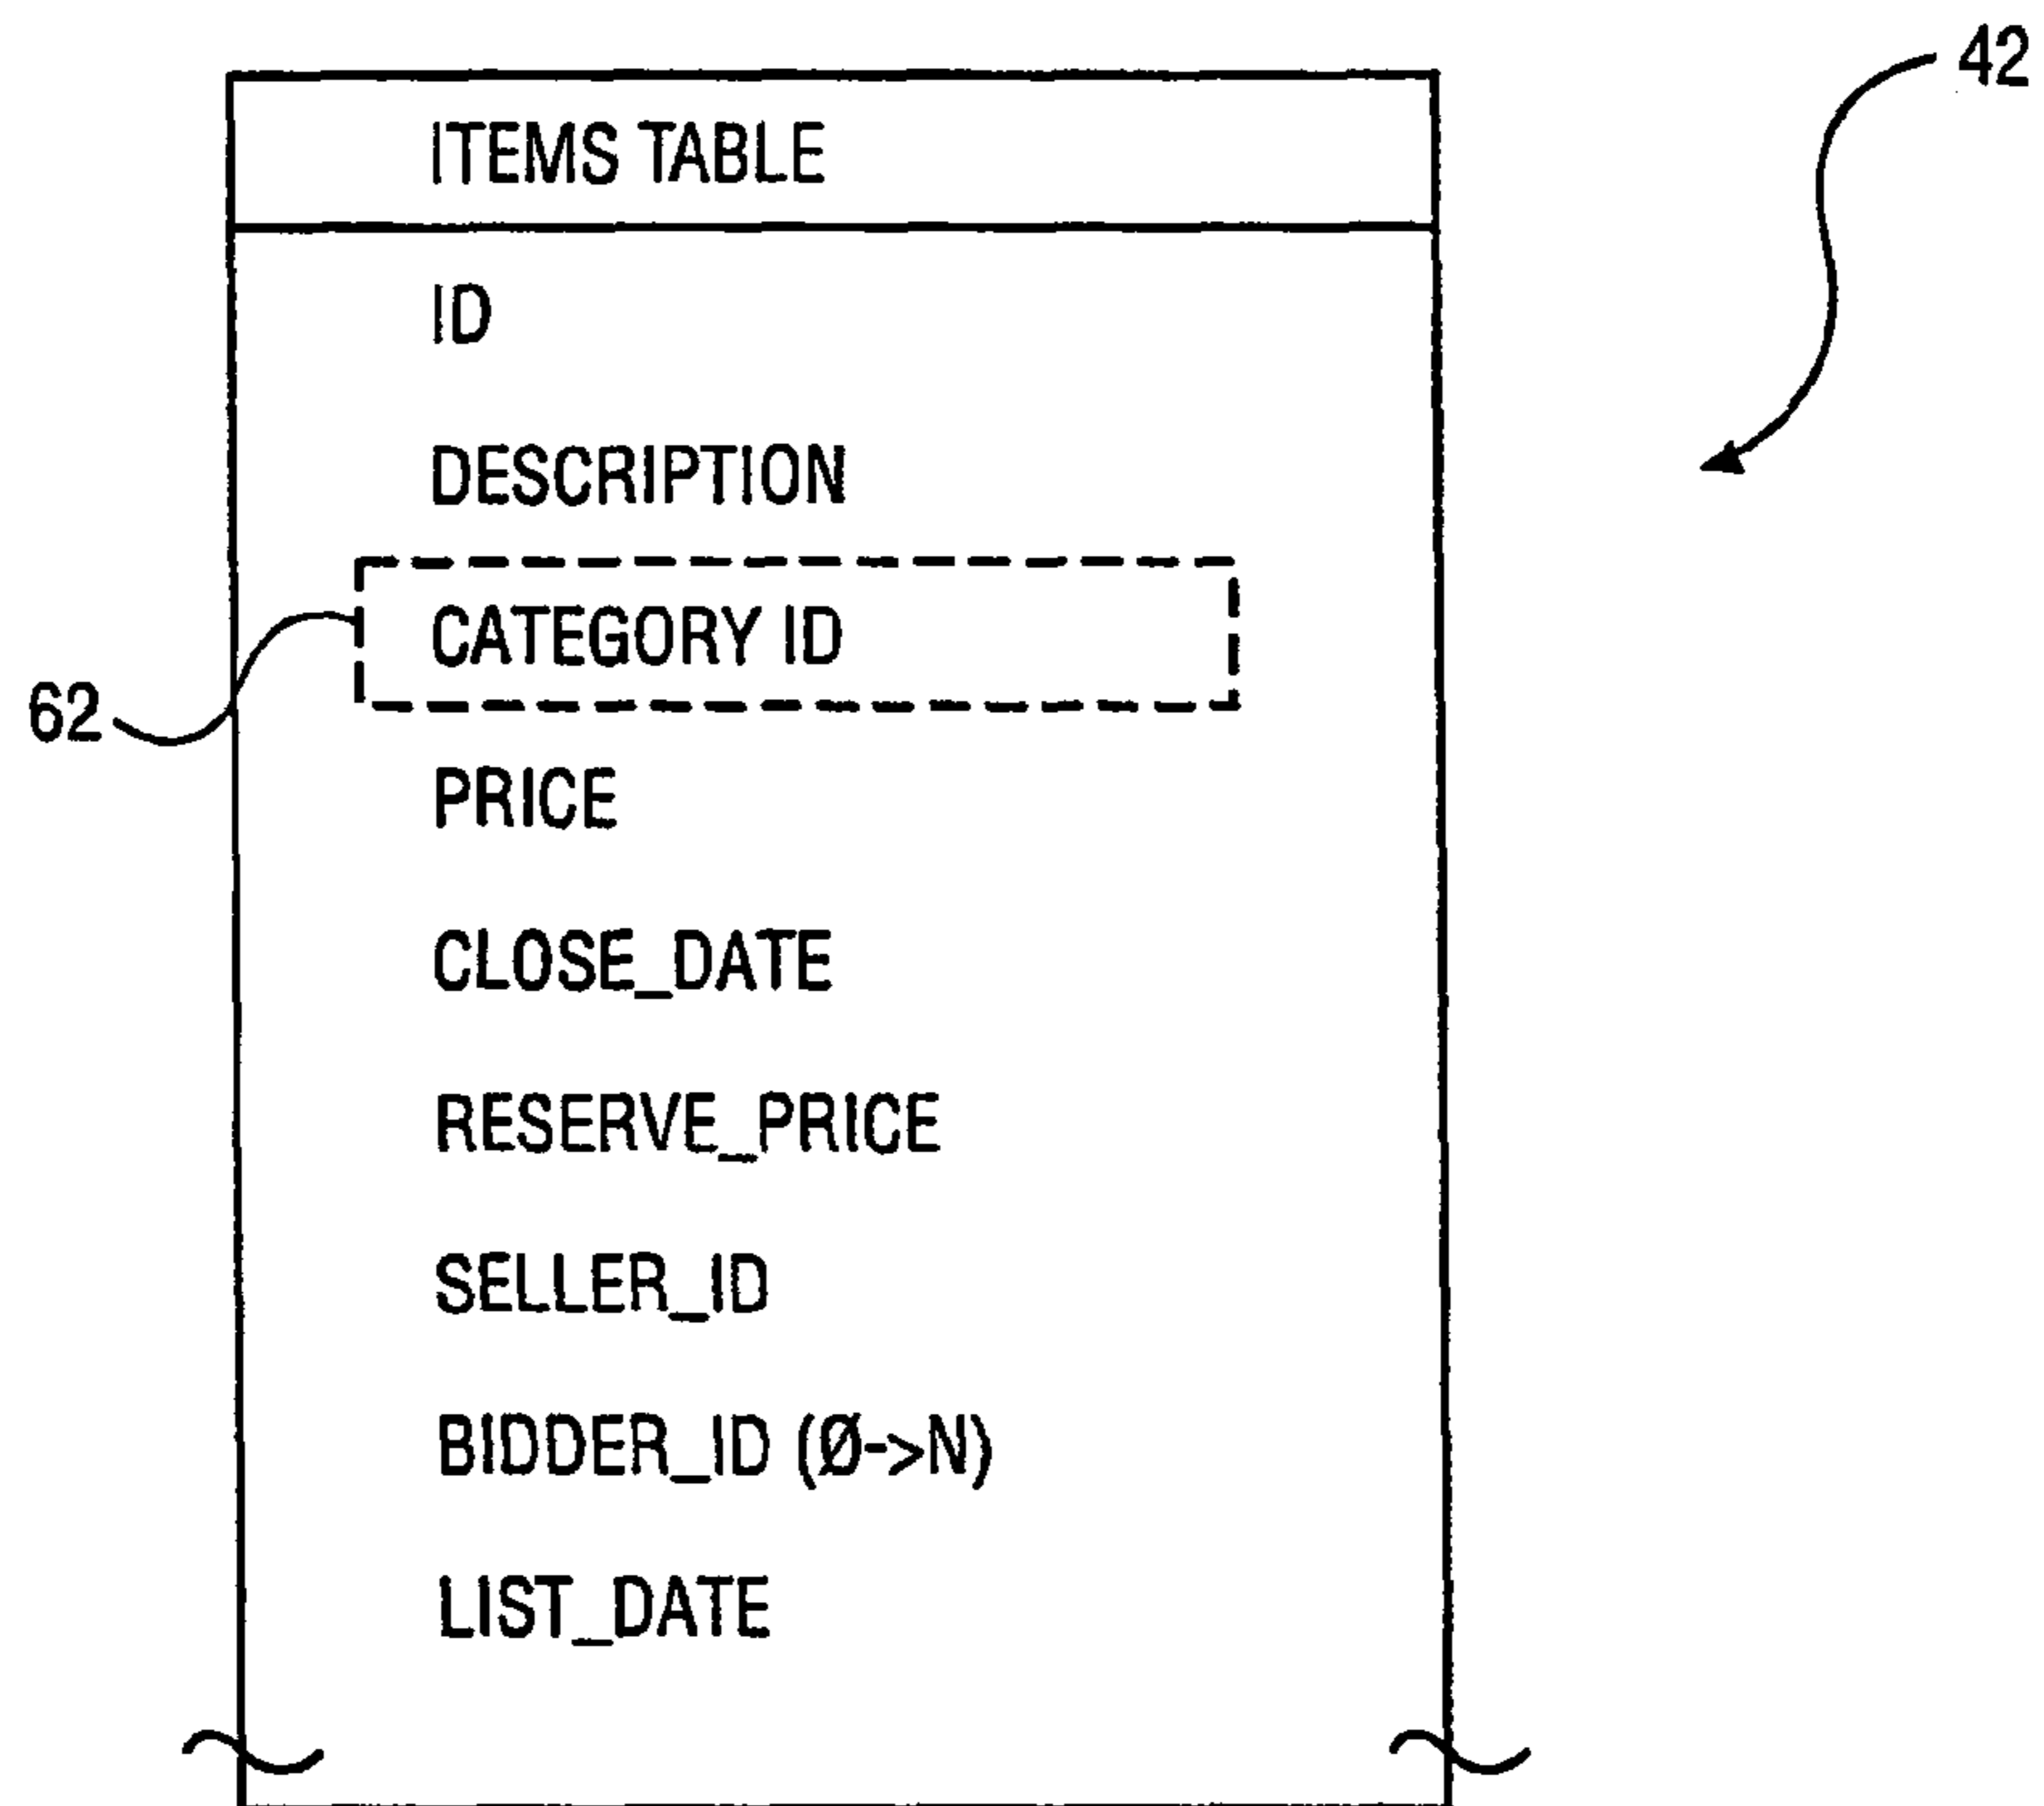 42
ITEMS TABLE
ID
DESCRIPTION
CATEGORY ID
62
PRICE
CLOSE_DATE
RESERVE_PRICE
SELLER_ID
BIDDER_ID (Ø->N)
LIST_DATE